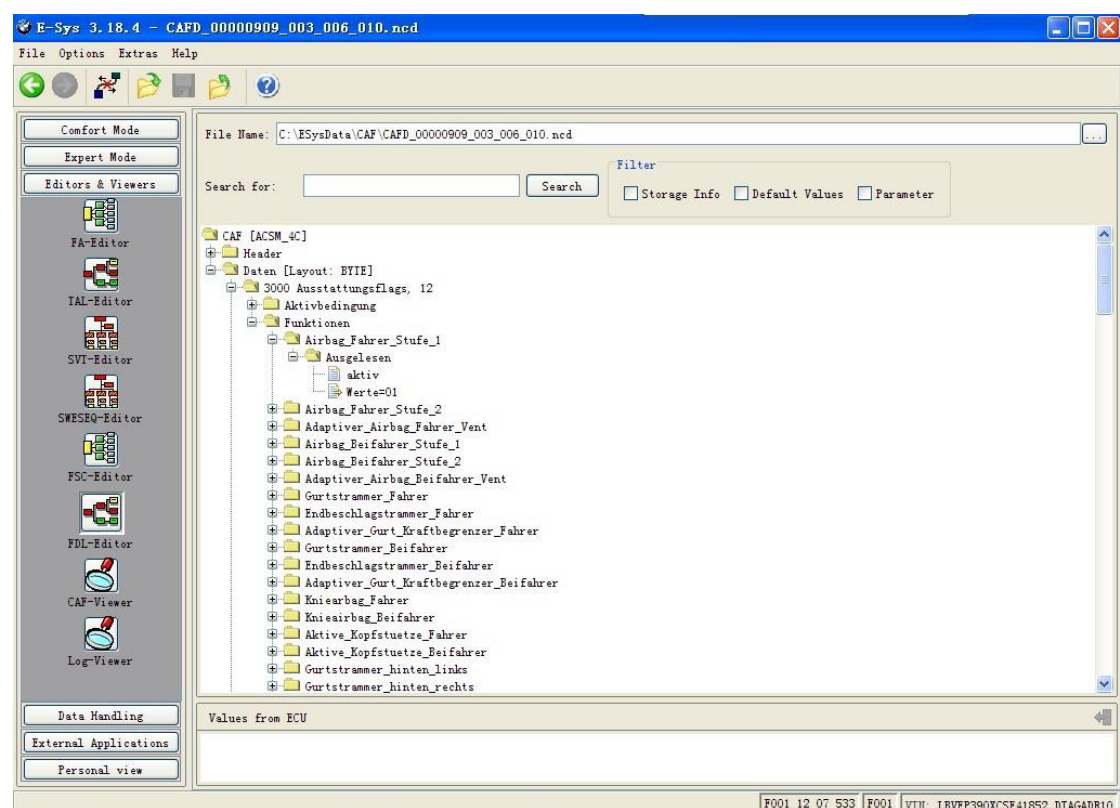 E-Sys 3.18.4 - CAFD_00000909_003_006_010.ncd
File Options Extras Help
Comfort Mode
Expert Mode
Editors & Viewers
FA-Editor
TAL-Editor
SVT-Editor
SWESEQ-Editor
FSC-Editor
FDL-Editor
CAF-Viewer
Log-Viewer
Data Handling
External Applications
Personal view
File Name: C:\ESysData\CAF\CAFD_00000909_003_006_010.ncd ...
Filter
Search for: Search Storage Info Default Values Parameter
CAF [ACSM_4C]
Header
Daten [Layout: BYTE]
3000 Ausstattungsflags, 12
Aktivbedingung
Funktionen
Airbag_Fahrer_Stufe_1
Ausgelesen
aktiv
Werte=01
Airbag_Fahrer_Stufe_2
Adaptiver_Airbag_Fahrer_Vent
Airbag_Beifahrer_Stufe_1
Airbag_Beifahrer_Stufe_2
Adaptiver_Airbag_Beifahrer_Vent
Gurtstrammer_Fahrer
Endbeschlagstrammer_Fahrer
Adaptiver_Gurt_Kraftbegrenzer_Fahrer
Gurtstrammer_Beifahrer
Endbeschlagstrammer_Beifahrer
Adaptiver_Gurt_Kraftbegrenzer_Beifahrer
Kniearbag_Fahrer
Knieairbag_Beifahrer
Aktive_Kopfstuetze_Fahrer
Aktive_Kopfstuetze_Beifahrer
Gurtstrammer_hinten_links
Gurtstrammer_hinten_rechts
Values from ECU
F001_12_07_533 F001 VIN: LBVFP390XCSE41852_DIAGADR10